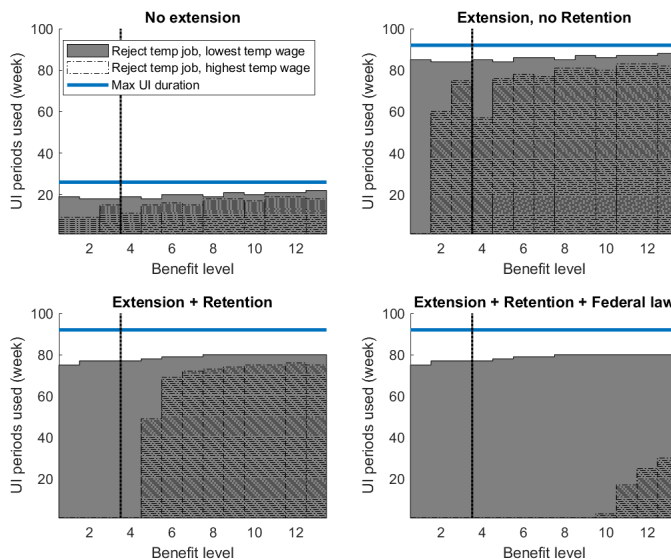 No extension
Reject temp job, lowest temp wage
Reject temp job, highest temp wage
Max UI duration
UI periods used (week)
100
80
60
40
20
2 4 6 8 10 12
Benefit level
Extension, no Retention
UI periods used (week)
100
80
60
40
20
2 4 6 8 10 12
Benefit level
Extension + Retention
UI periods used (week)
100
80
60
40
20
2 4 6 8 10 12
Benefit level
Extension + Retention + Federal law
UI periods used (week)
100
80
60
40
20
2 4 6 8 10 12
Benefit level